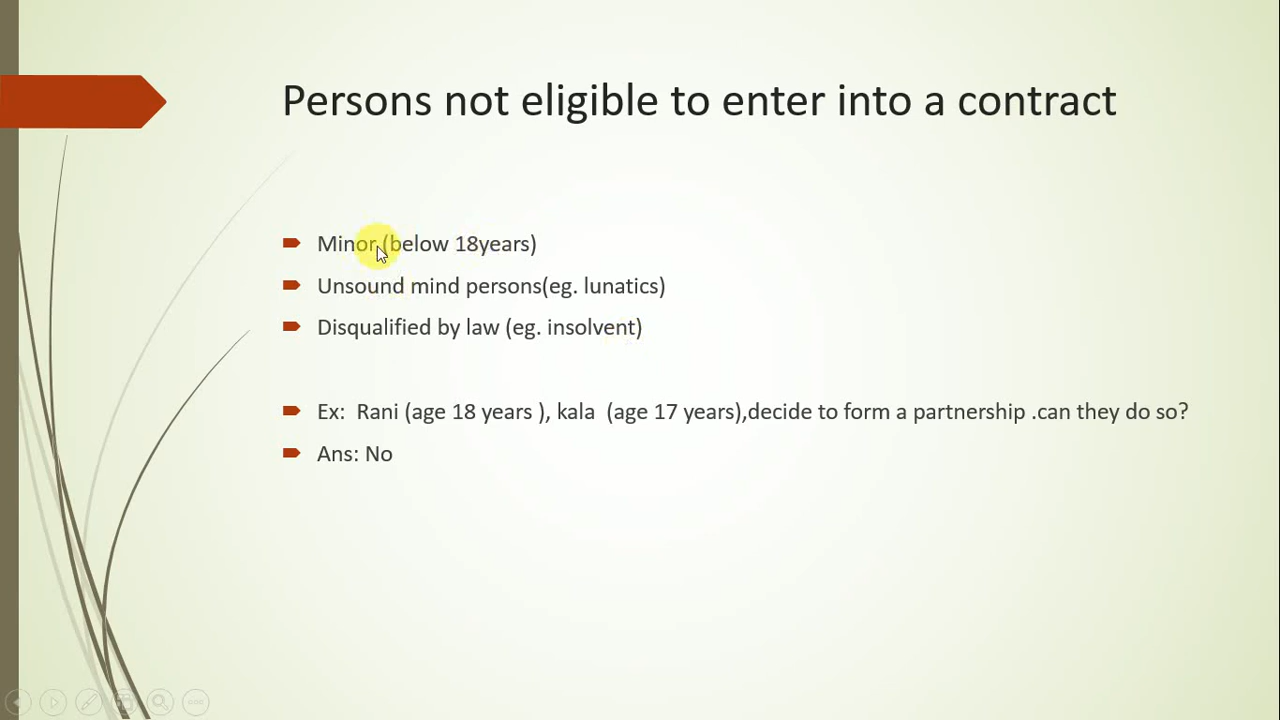 Persons not eligible to enter into a contract
Minor (below 18years)
Unsound mind persons(eg. lunatics)
Disqualified by law (eg. insolvent)
Ex:  Rani (age 18 years ), kala  (age 17 years),decide to form a partnership .can they do so?
Ans: No